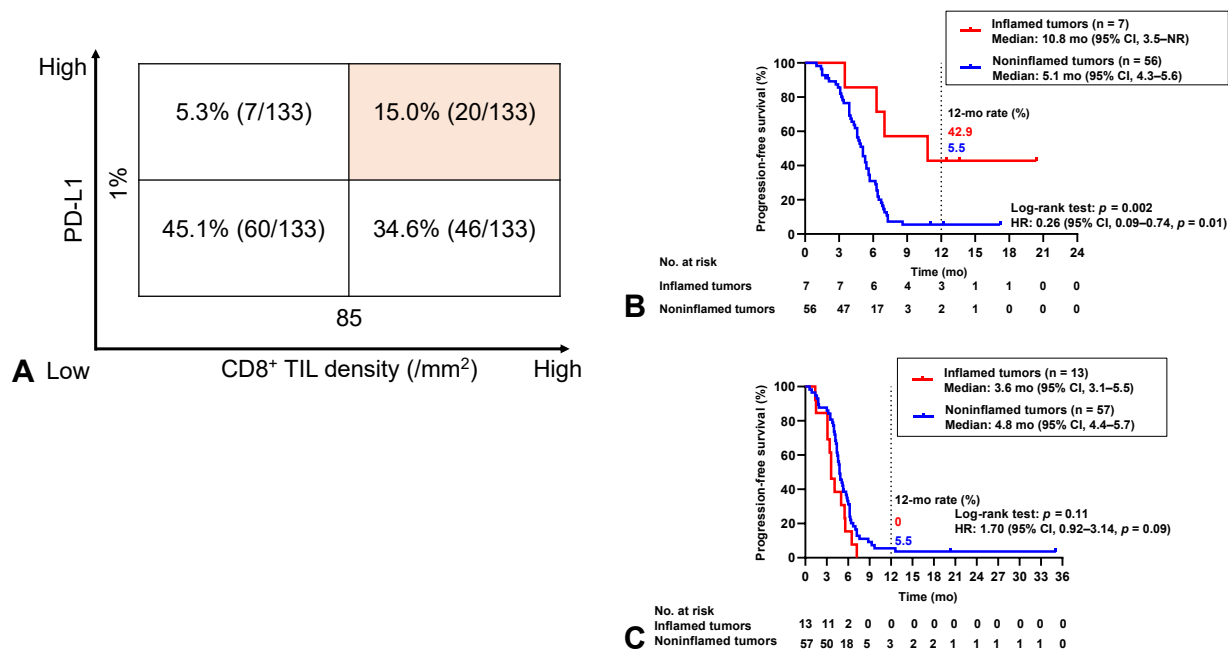 High
PD-L1
1%
5.3% (7/133)
15.0% (20/133)
45.1% (60/133)
34.6% (46/133)
85
A
Low
CD8⁺ TIL density (/mm²)
High
Inflamed tumors (n = 7)
Median: 10.8 mo (95% CI, 3.5–NR)
Noninflamed tumors (n = 56)
Median: 5.1 mo (95% CI, 4.3–5.6)
Progression-free survival (%)
100
80
60
40
20
0
12-mo rate (%)
42.9
5.5
Log-rank test: p = 0.002
HR: 0.26 (95% CI, 0.09–0.74, p = 0.01)
0 3 6 9 12 15 18 21 24
Time (mo)
No. at risk
Inflamed tumors 7 7 6 4 3 1 1 0 0
Noninflamed tumors 56 47 17 3 2 1 0 0 0
B
Inflamed tumors (n = 13)
Median: 3.6 mo (95% CI, 3.1–5.5)
Noninflamed tumors (n = 57)
Median: 4.8 mo (95% CI, 4.4–5.7)
Progression-free survival (%)
100
80
60
40
20
0
12-mo rate (%)
0
5.5
Log-rank test: p = 0.11
HR: 1.70 (95% CI, 0.92–3.14, p = 0.09)
0 3 6 9 12 15 18 21 24 27 30 33 36
Time (mo)
No. at risk
Inflamed tumors 13 11 2 0 0 0 0 0 0 0 0 0 0
Noninflamed tumors 57 50 18 5 3 2 2 1 1 1 1 1 0
C